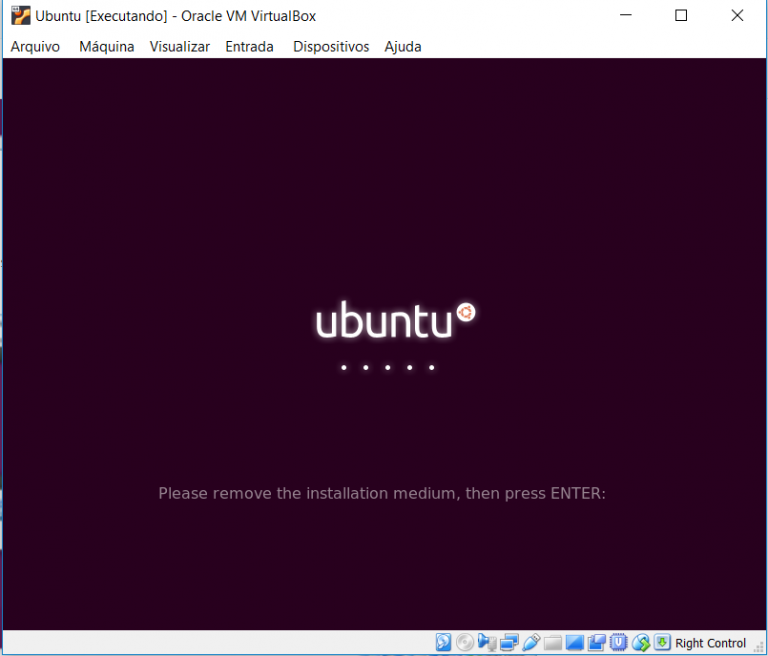 Ubuntu [Executando] - Oracle VM VirtualBox
Arquivo Máquina Visualizar Entrada Dispositivos Ajuda
ubuntu
Please remove the installation medium, then press ENTER:
Right Control